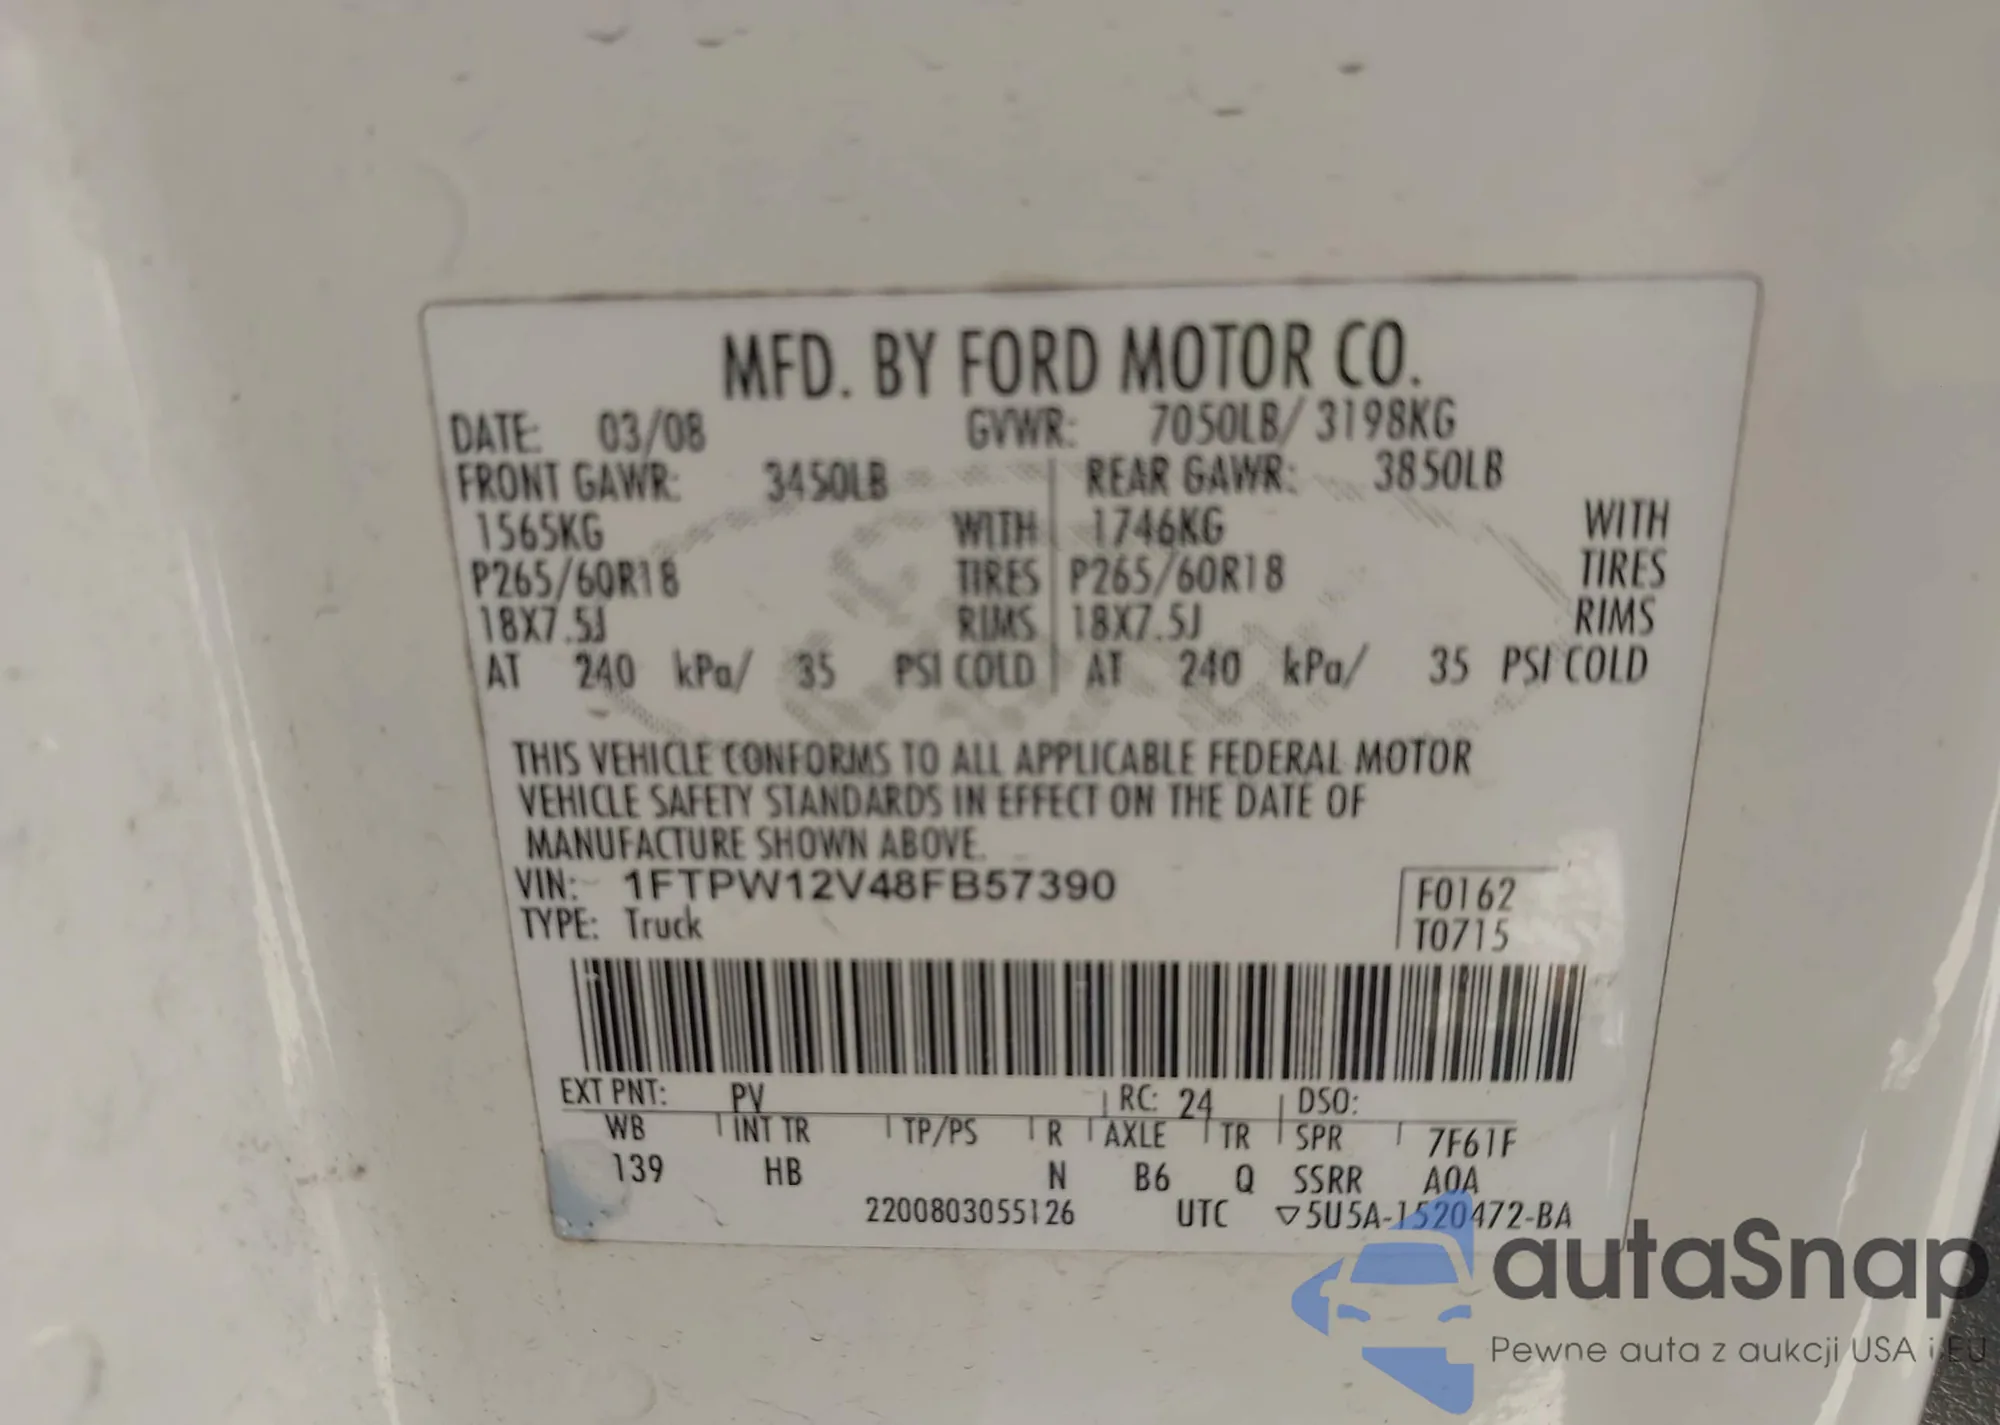 MFD. BY FORD MOTOR CO.
DATE: 03/08 GVWR: 7050LB/ 3198KG
FRONT GAWR: 3450LB REAR GAWR: 3850LB
1565KG WITH 1746KG WITH
P265/60R18 TIRES P265/60R18 TIRES
18X7.5J RIMS 18X7.5J RIMS
AT 240 kPa/ 35 PSI COLD AT 240 kPa/ 35 PSI COLD
THIS VEHICLE CONFORMS TO ALL APPLICABLE FEDERAL MOTOR
VEHICLE SAFETY STANDARDS IN EFFECT ON THE DATE OF
MANUFACTURE SHOWN ABOVE.
VIN: 1FTPW12V48FB57390 F0162
TYPE: Truck T0715
EXT PNT: PV RC: 24 DSO:
WB INT TR TP/PS R AXLE TR SPR 7F61F
139 HB N B6 Q SSRR A0A
2200803055126 UTC ▽5U5A-1520472-BA
autaSnap
Pewne auta z aukcji USA i EU